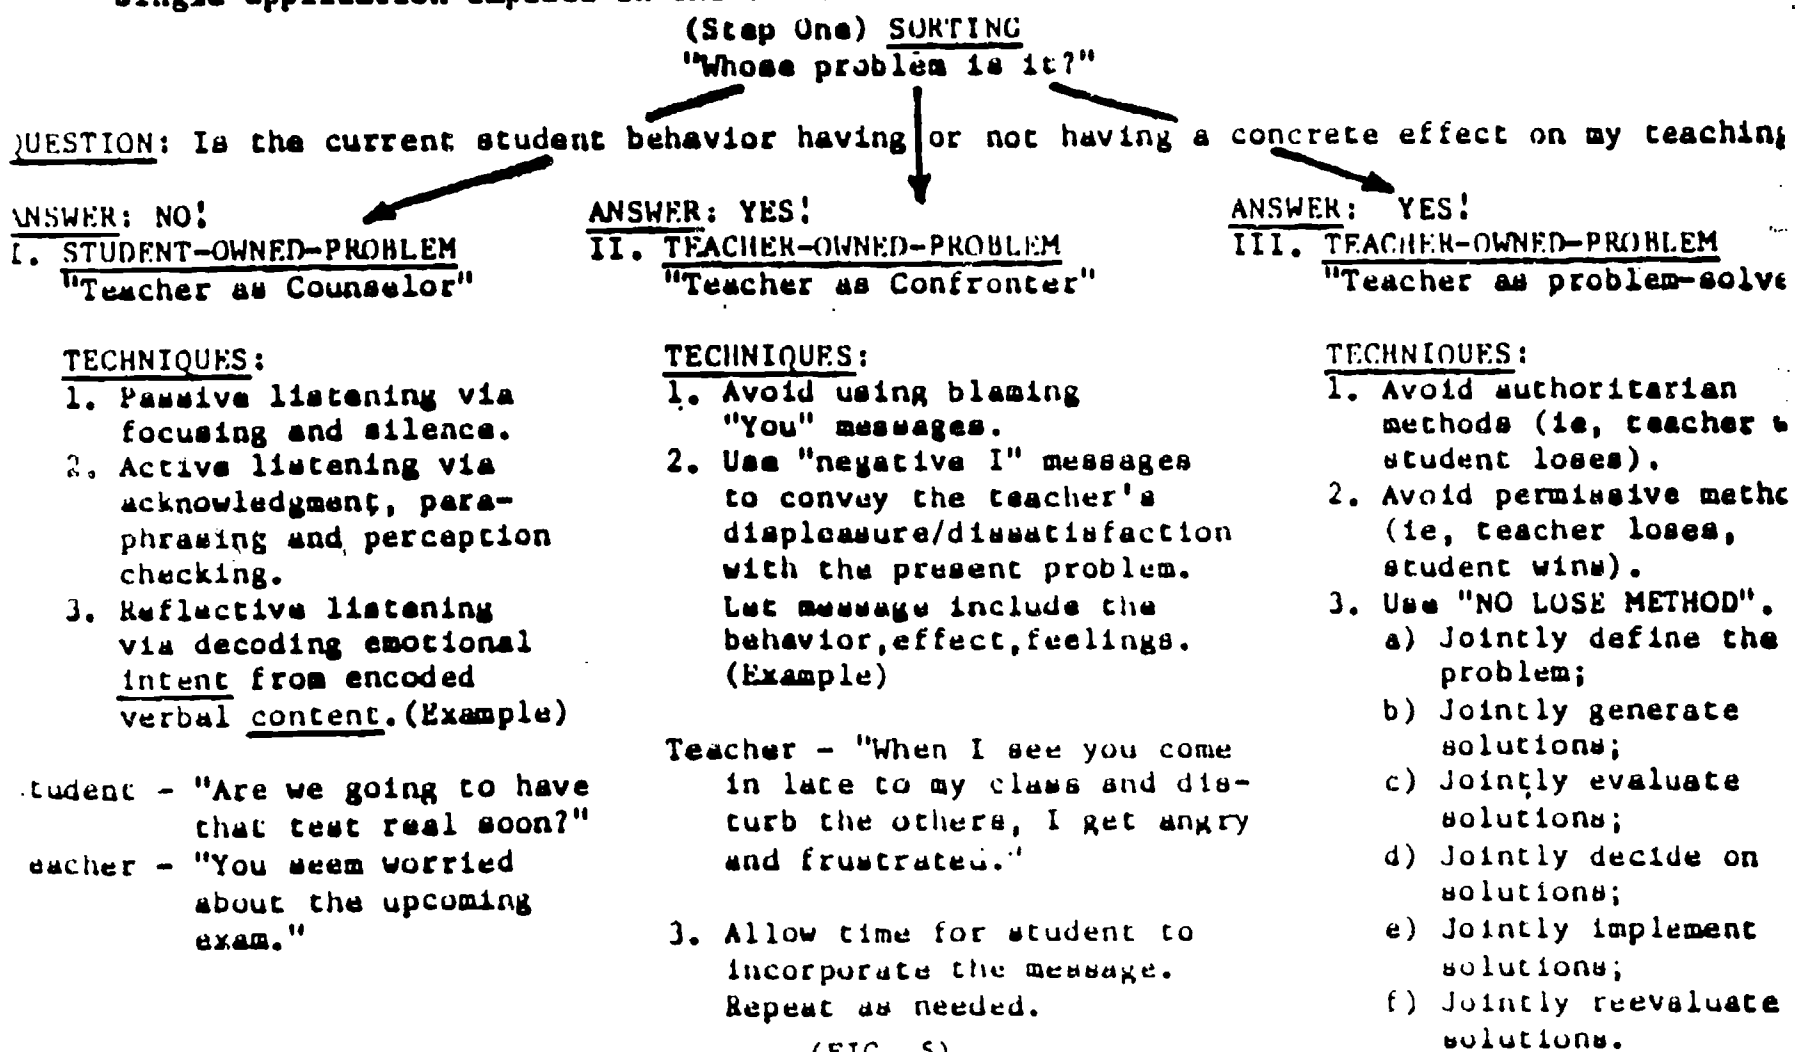 (Step One) SORTING
"Whose problem is it?"
QUESTION: Is the current student behavior having or not having a concrete effect on my teaching
ANSWER: NO!
I. STUDENT-OWNED-PROBLEM
"Teacher as Counselor"
TECHNIQUES:
1. Passive listening via
focusing and silence.
2. Active listening via
acknowledgment, para-
phrasing and perception
checking.
3. Reflective listening
via decoding emotional
intent from encoded
verbal content.(Example)
tudent - "Are we going to have
that test real soon?"
eacher - "You seem worried
about the upcoming
exam."
ANSWER: YES!
II. TEACHER-OWNED-PROBLEM
"Teacher as Confronter"
TECHNIQUES:
1. Avoid using blaming
"You" messages.
2. Use "negative I" messages
to convey the teacher's
displeasure/dissatisfaction
with the present problem.
Let message include the
behavior,effect,feelings.
(Example)
Teacher - "When I see you come
in late to my class and dis-
turb the others, I get angry
and frustrated."
3. Allow time for student to
incorporate the message.
Repeat as needed.
ANSWER: YES!
III. TEACHER-OWNED-PROBLEM
"Teacher as problem-solve
TECHNIQUES:
1. Avoid authoritarian
methods (ie, teacher
student loses).
2. Avoid permissive metho
(ie, teacher loses,
student wins).
3. Use "NO LOSE METHOD".
a) Jointly define the
problem;
b) Jointly generate
solutions;
c) Jointly evaluate
solutions;
d) Jointly decide on
solutions;
e) Jointly implement
solutions;
f) Jointly reevaluate
solutions.
(FIG. 5)